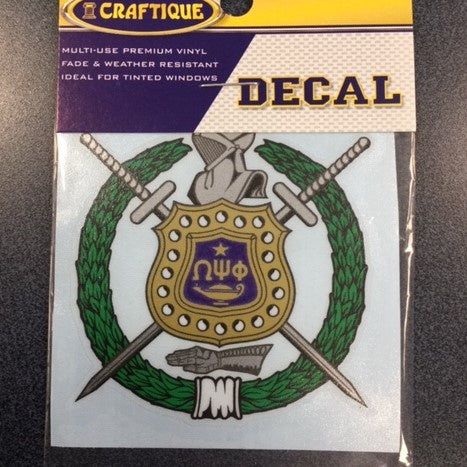 CRAFTIQUE
MULTI-USE PREMIUM VINYL
FADE & WEATHER RESISTANT
IDEAL FOR TINTED WINDOWS
DECAL
ΩΨΦ